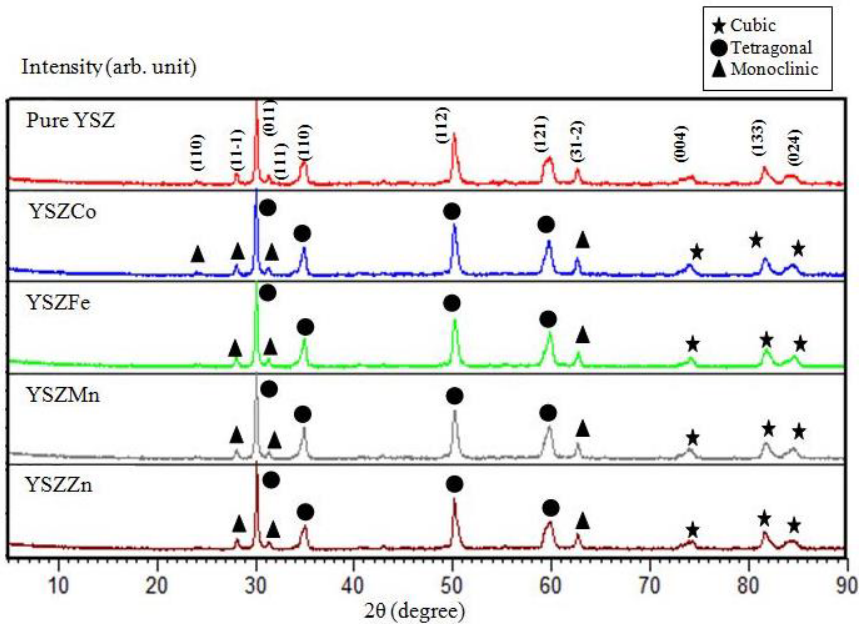 Cubic
Tetragonal
Monoclinic
Intensity (arb. unit)
Pure YSZ
(110)
(11-1)
(011)
(111)
(110)
(112)
(121)
(31-2)
(004)
(133)
(024)
YSZCo
YSZFe
YSZMn
YSZZn
10 20 30 40 50 60 70 80 90
2θ (degree)